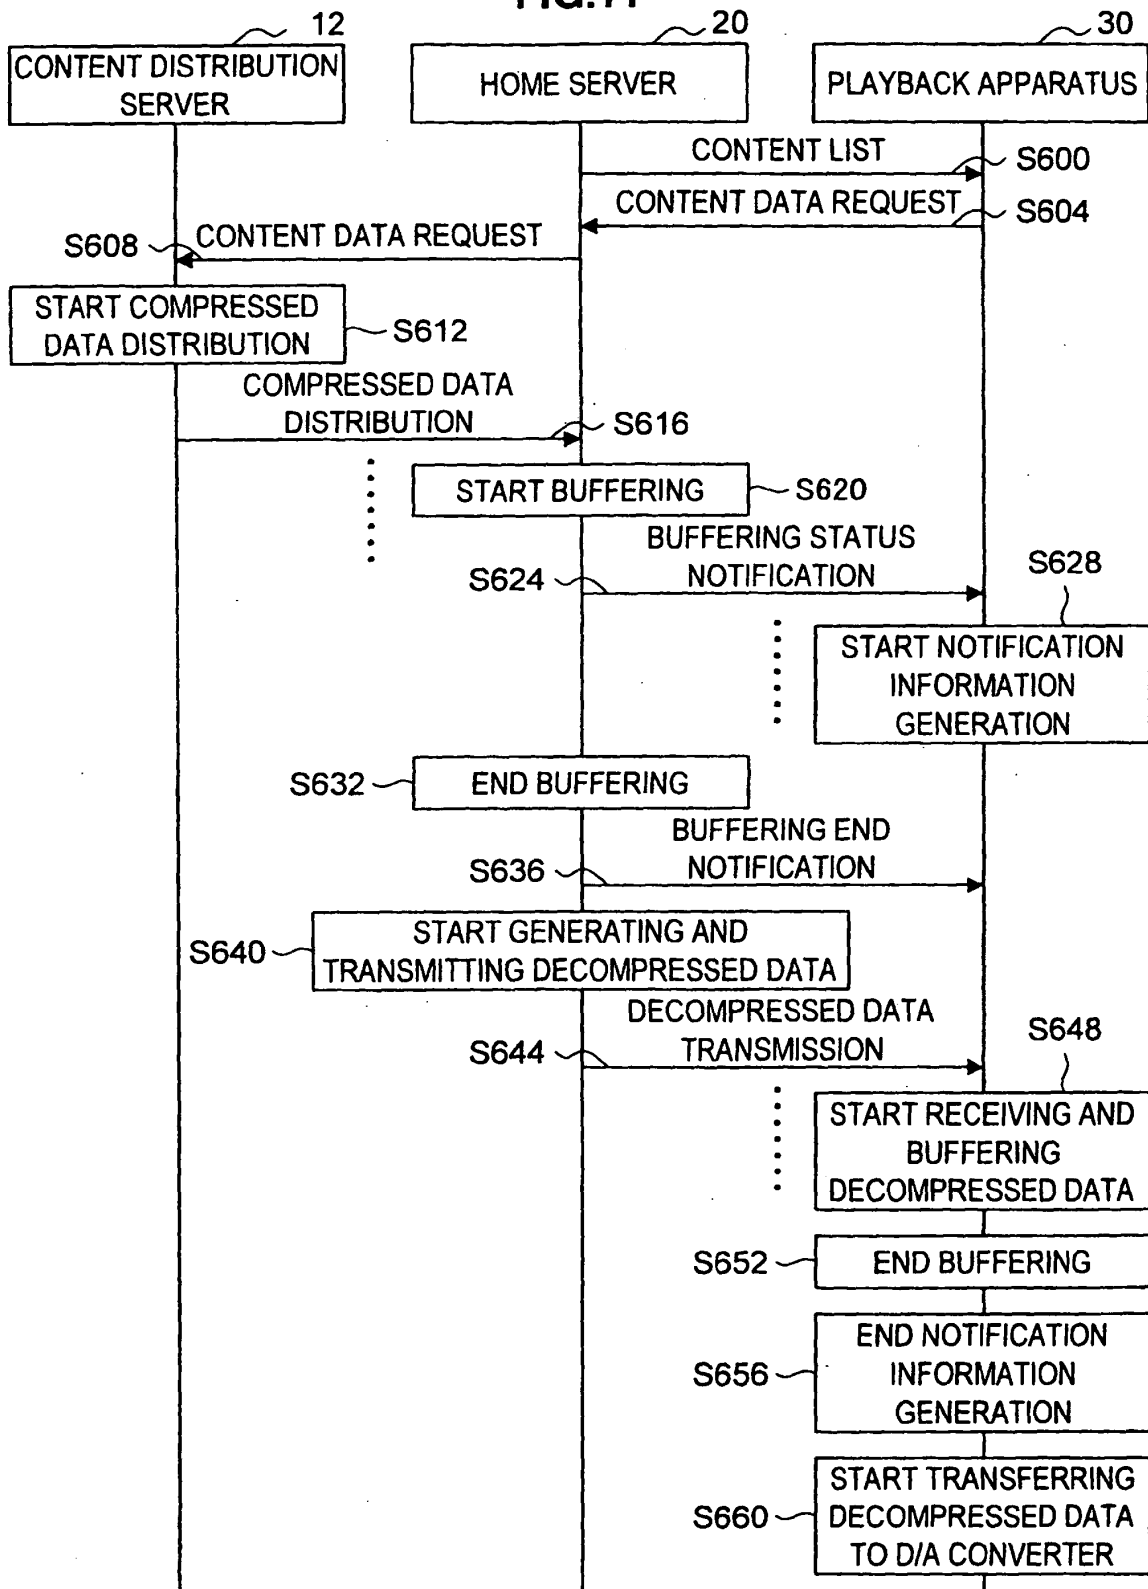 12
20
30
CONTENT DISTRIBUTION
SERVER
HOME SERVER
PLAYBACK APPARATUS
CONTENT LIST
S600
CONTENT DATA REQUEST
S604
CONTENT DATA REQUEST
S608
START COMPRESSED
DATA DISTRIBUTION
S612
COMPRESSED DATA
DISTRIBUTION
S616
START BUFFERING
S620
BUFFERING STATUS
NOTIFICATION
S624
S628
START NOTIFICATION
INFORMATION
GENERATION
S632
END BUFFERING
BUFFERING END
NOTIFICATION
S636
START GENERATING AND
TRANSMITTING DECOMPRESSED DATA
S640
DECOMPRESSED DATA
TRANSMISSION
S644
S648
START RECEIVING AND
BUFFERING
DECOMPRESSED DATA
S652
END BUFFERING
END NOTIFICATION
INFORMATION
GENERATION
S656
START TRANSFERRING
DECOMPRESSED DATA
TO D/A CONVERTER
S660